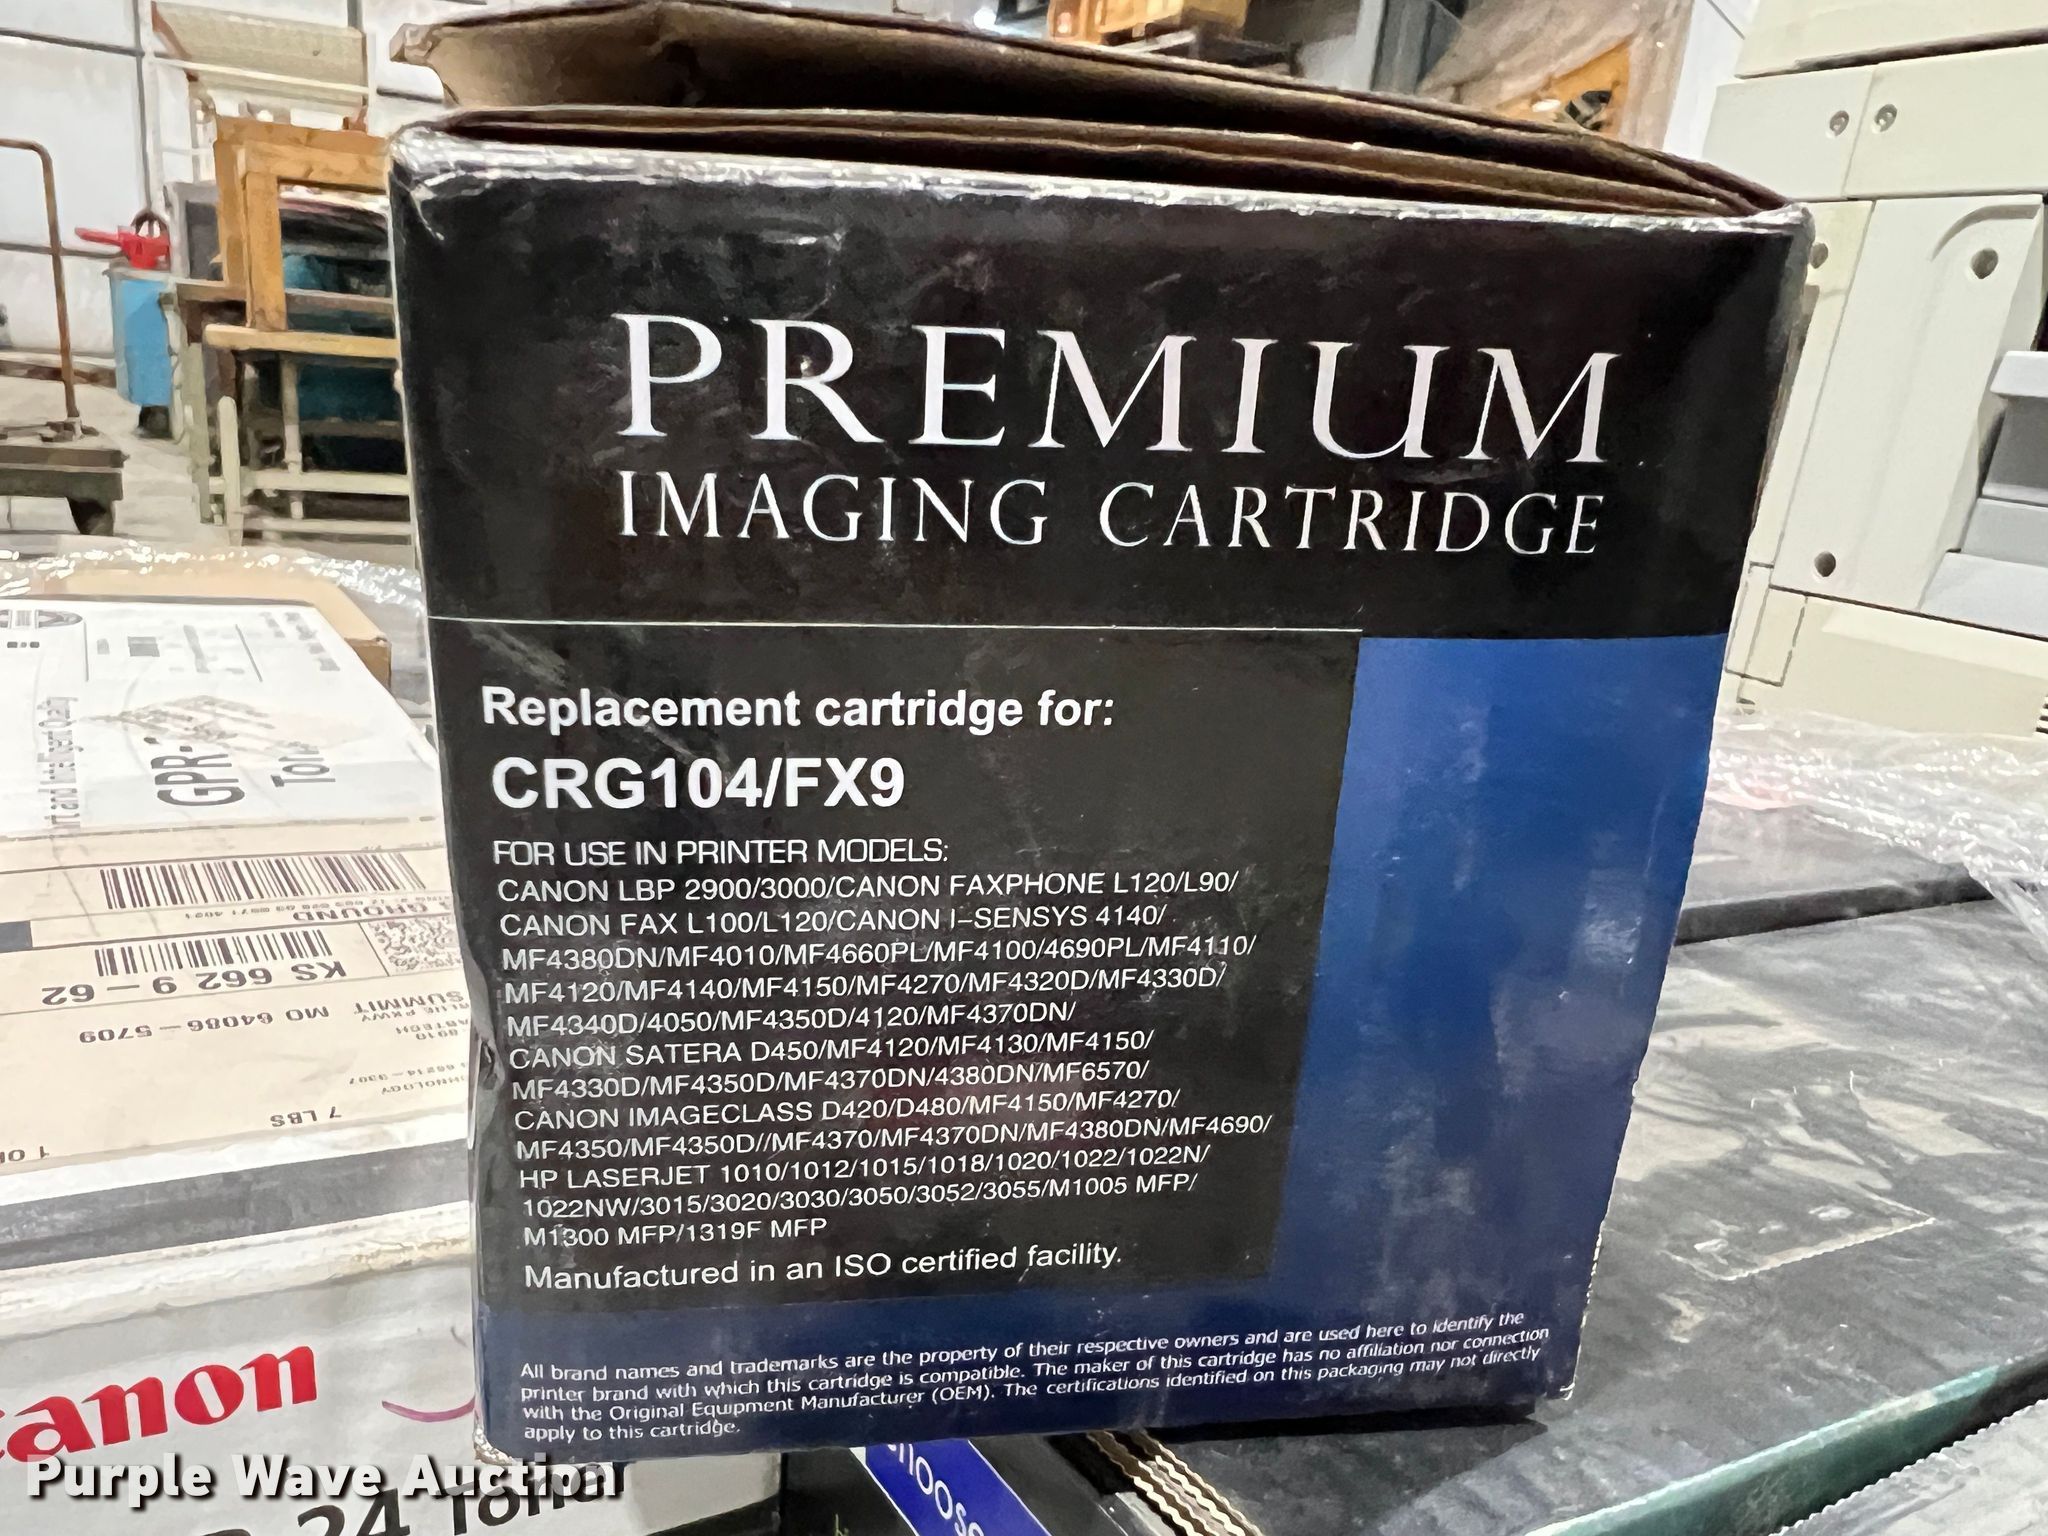 PREMIUM
IMAGING CARTRIDGE
Replacement cartridge for:
CRG104/FX9
FOR USE IN PRINTER MODELS:
CANON LBP 2900/3000/CANON FAXPHONE L120/L90/
CANON FAX L100/L120/CANON I-SENSYS 4140/
MF4380DN/MF4010/MF4660PL/MF4100/4690PL/MF4110/
MF4120/MF4140/MF4150/MF4270/MF4320D/MF4330D/
MF4340D/4050/MF4350D/4120/MF4370DN/
CANON SATERA D450/MF4120/MF4130/MF4150/
MF4330D/MF4350D/MF4370DN/4380DN/MF6570/
CANON IMAGECLASS D420/D480/MF4150/MF4270/
MF4350/MF4350D//MF4370/MF4370DN/MF4380DN/MF4690/
HP LASERJET 1010/1012/1015/1018/1020/1022/1022N/
1022NW/3015/3020/3030/3050/3052/3055/M1005 MFP/
M1300 MFP/1319F MFP
Manufactured in an ISO certified facility.
All brand names and trademarks are the property of their respective owners and are used here to identify the
printer brand with which this cartridge is compatible. The maker of this cartridge has no affiliation nor connection
with the Original Equipment Manufacturer (OEM). The certifications identified on this packaging may not directly
apply to this cartridge.
GPR-
GROUND
KS 662 9-62
SUMMIT MO 64086-5709
7 LBS
anon
24 Toner
Purple Wave Auction